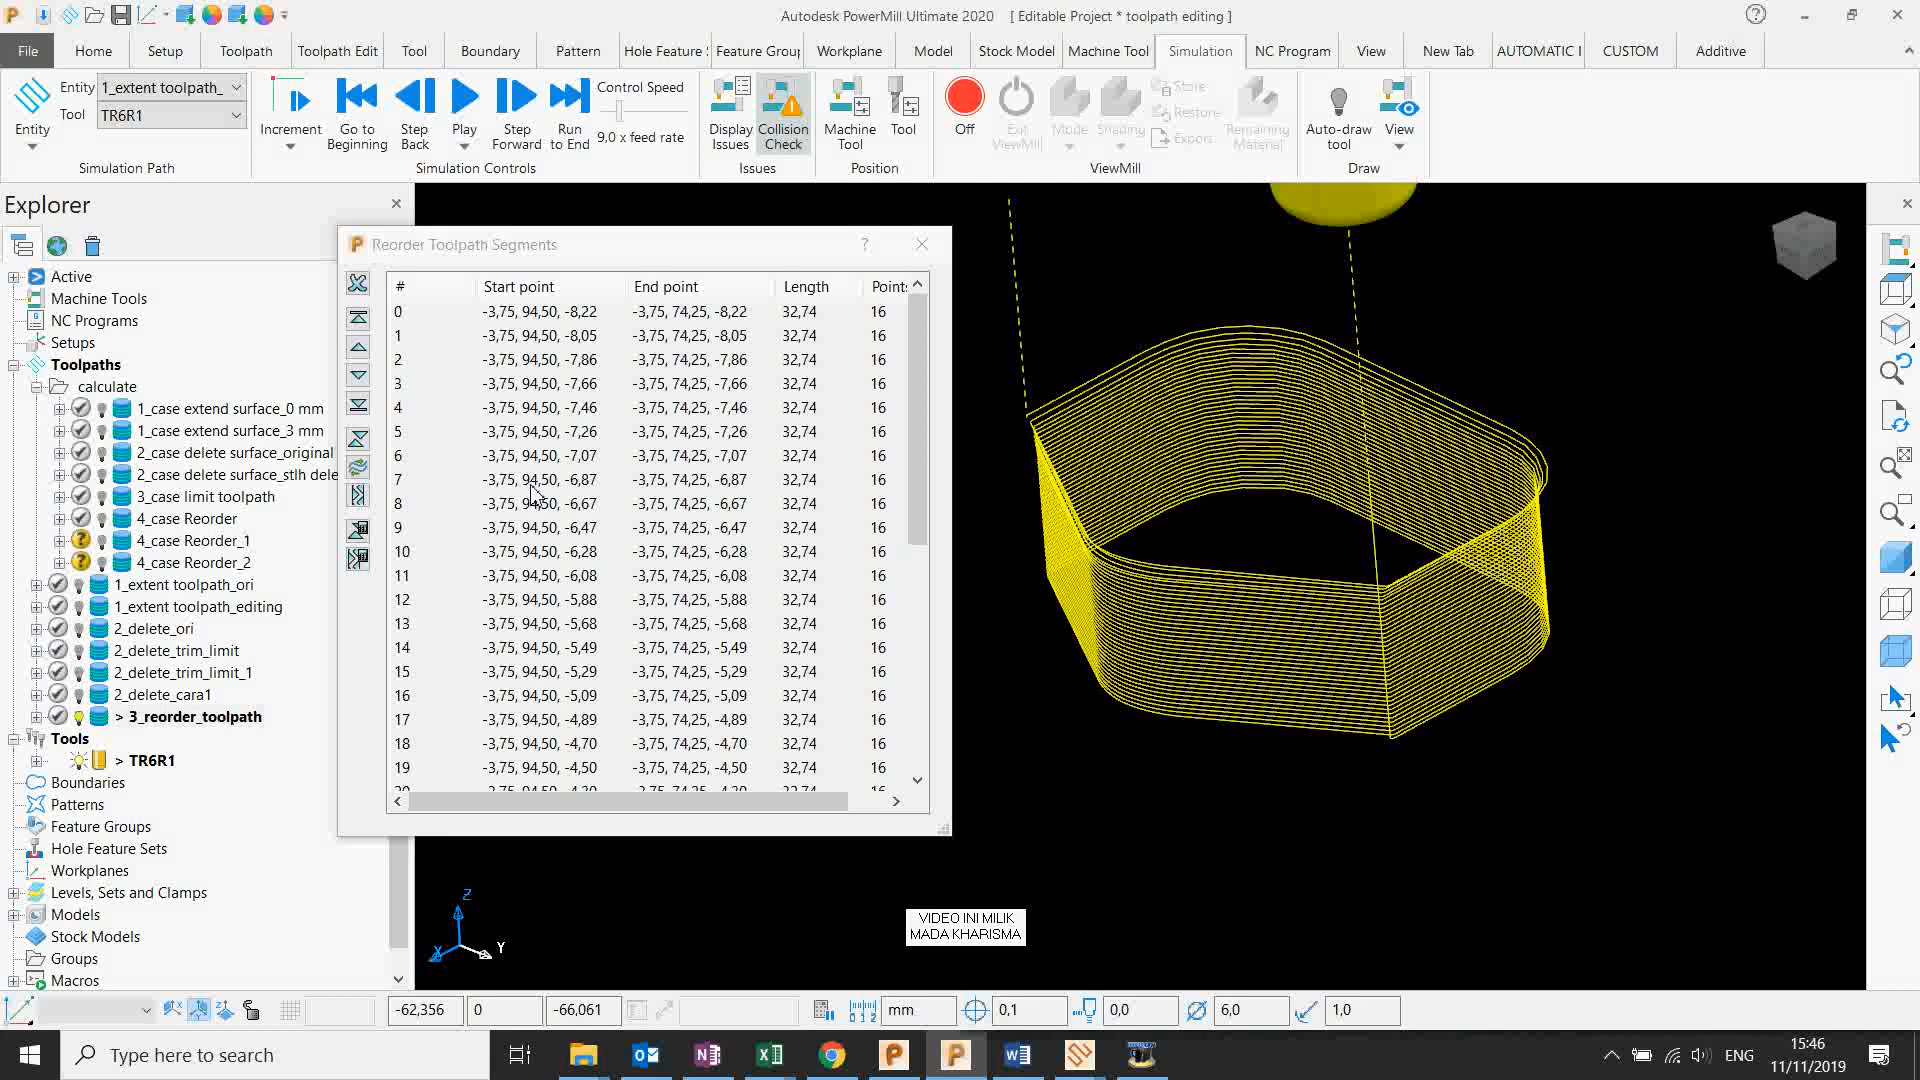 Autodesk PowerMill Ultimate 2020 [ Editable Project * toolpath editing ]
File Home Setup Toolpath Toolpath Edit Tool Boundary Pattern Hole Feature Feature Group Workplane Model Stock Model Machine Tool Simulation NC Program View New Tab AUTOMATIC CUSTOM Additive
Entity 1_extent toolpath_
Tool TR6R1
Entity
Simulation Path
Increment
Go to Beginning
Step Back
Play
Step Forward
Run to End
Control Speed
9,0 x feed rate
Simulation Controls
Display Issues
Collision Check
Issues
Machine Tool
Tool
Position
Off
Exit ViewMill
Mode
Shading
Store
Restore
Export
Remaining Material
ViewMill
Auto-draw tool
View
Draw
Explorer
Active
Machine Tools
NC Programs
Setups
Toolpaths
calculate
1_case extend surface_0 mm
1_case extend surface_3 mm
2_case delete surface_original
2_case delete surface_stlh dele
3_case limit toolpath
4_case Reorder
4_case Reorder_1
4_case Reorder_2
1_extent toolpath_ori
1_extent toolpath_editing
2_delete_ori
2_delete_trim_limit
2_delete_trim_limit_1
2_delete_cara1
> 3_reorder_toolpath
Tools
> TR6R1
Boundaries
Patterns
Feature Groups
Hole Feature Sets
Workplanes
Levels, Sets and Clamps
Models
Stock Models
Groups
Macros
Reorder Toolpath Segments ?
# Start point End point Length Points
0 -3,75, 94,50, -8,22 -3,75, 74,25, -8,22 32,74 16
1 -3,75, 94,50, -8,05 -3,75, 74,25, -8,05 32,74 16
2 -3,75, 94,50, -7,86 -3,75, 74,25, -7,86 32,74 16
3 -3,75, 94,50, -7,66 -3,75, 74,25, -7,66 32,74 16
4 -3,75, 94,50, -7,46 -3,75, 74,25, -7,46 32,74 16
5 -3,75, 94,50, -7,26 -3,75, 74,25, -7,26 32,74 16
6 -3,75, 94,50, -7,07 -3,75, 74,25, -7,07 32,74 16
7 -3,75, 94,50, -6,87 -3,75, 74,25, -6,87 32,74 16
8 -3,75, 94,50, -6,67 -3,75, 74,25, -6,67 32,74 16
9 -3,75, 94,50, -6,47 -3,75, 74,25, -6,47 32,74 16
10 -3,75, 94,50, -6,28 -3,75, 74,25, -6,28 32,74 16
11 -3,75, 94,50, -6,08 -3,75, 74,25, -6,08 32,74 16
12 -3,75, 94,50, -5,88 -3,75, 74,25, -5,88 32,74 16
13 -3,75, 94,50, -5,68 -3,75, 74,25, -5,68 32,74 16
14 -3,75, 94,50, -5,49 -3,75, 74,25, -5,49 32,74 16
15 -3,75, 94,50, -5,29 -3,75, 74,25, -5,29 32,74 16
16 -3,75, 94,50, -5,09 -3,75, 74,25, -5,09 32,74 16
17 -3,75, 94,50, -4,89 -3,75, 74,25, -4,89 32,74 16
18 -3,75, 94,50, -4,70 -3,75, 74,25, -4,70 32,74 16
19 -3,75, 94,50, -4,50 -3,75, 74,25, -4,50 32,74 16
Z
X
Y
VIDEO INI MILIK
MADA KHARISMA
-62,356 0 -66,061 mm 0,1 0,0 6,0 1,0
Type here to search
ENG
15:46
11/11/2019